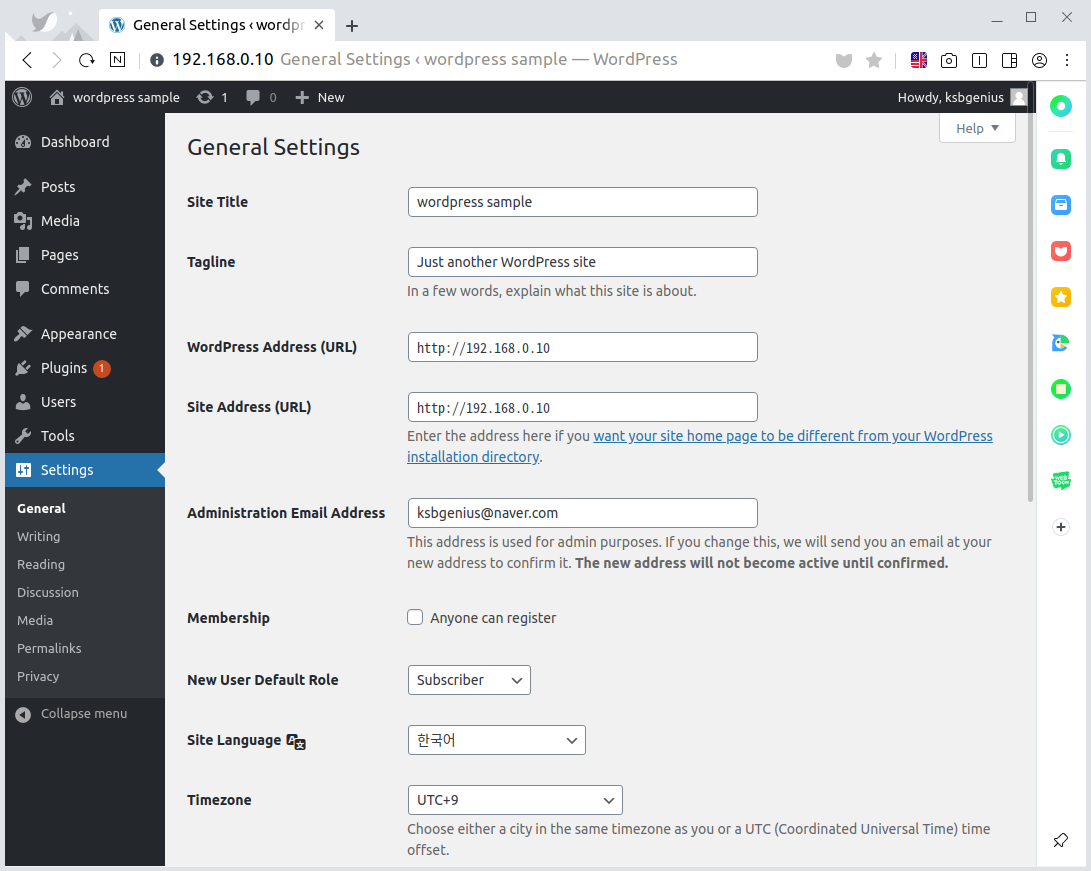 General Settings ‹ wordpr
192.168.0.10 General Settings ‹ wordpress sample — WordPress
wordpress sample 1 0 New Howdy, ksbgenius
Help
Dashboard
Posts
Media
Pages
Comments
Appearance
Plugins 1
Users
Tools
Settings
General
Writing
Reading
Discussion
Media
Permalinks
Privacy
Collapse menu
General Settings
Site Title wordpress sample
Tagline Just another WordPress site
In a few words, explain what this site is about.
WordPress Address (URL) http://192.168.0.10
Site Address (URL) http://192.168.0.10
Enter the address here if you want your site home page to be different from your WordPress
installation directory.
Administration Email Address ksbgenius@naver.com
This address is used for admin purposes. If you change this, we will send you an email at your
new address to confirm it. The new address will not become active until confirmed.
Membership Anyone can register
New User Default Role Subscriber
Site Language 한국어
Timezone UTC+9
Choose either a city in the same timezone as you or a UTC (Coordinated Universal Time) time
offset.